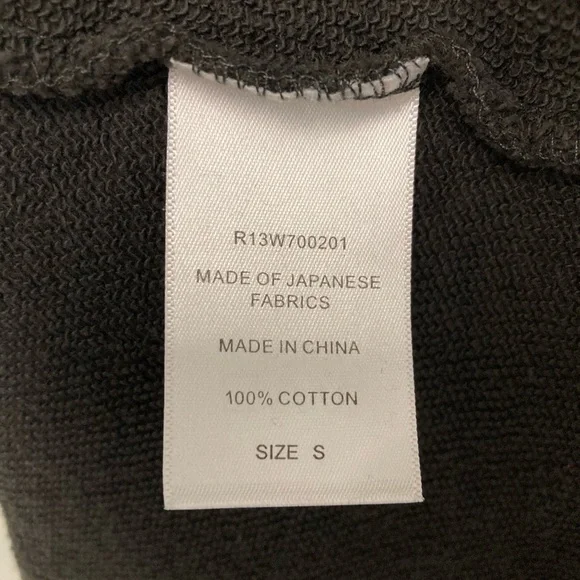 R13W700201
MADE OF JAPANESE
FABRICS
MADE IN CHINA
100% COTTON
SIZE S